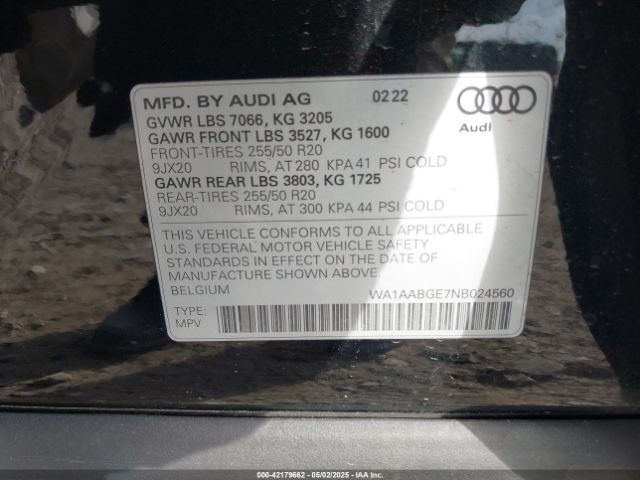 MFD. BY AUDI AG 02 22
Audi
GVWR LBS 7066, KG 3205
GAWR FRONT LBS 3527, KG 1600
FRONT-TIRES 255/50 R20
9JX20 RIMS, AT 280 KPA 41 PSI COLD
GAWR REAR LBS 3803, KG 1725
REAR-TIRES 255/50 R20
9JX20 RIMS, AT 300 KPA 44 PSI COLD
THIS VEHICLE CONFORMS TO ALL APPLICABLE
U.S. FEDERAL MOTOR VEHICLE SAFETY
STANDARDS IN EFFECT ON THE DATE OF
MANUFACTURE SHOWN ABOVE.
BELGIUM WA1AABGE7NB024560
TYPE:
MPV
000-42179662 - 05/02/2025 - COPYRIGHT IAA, LLC.